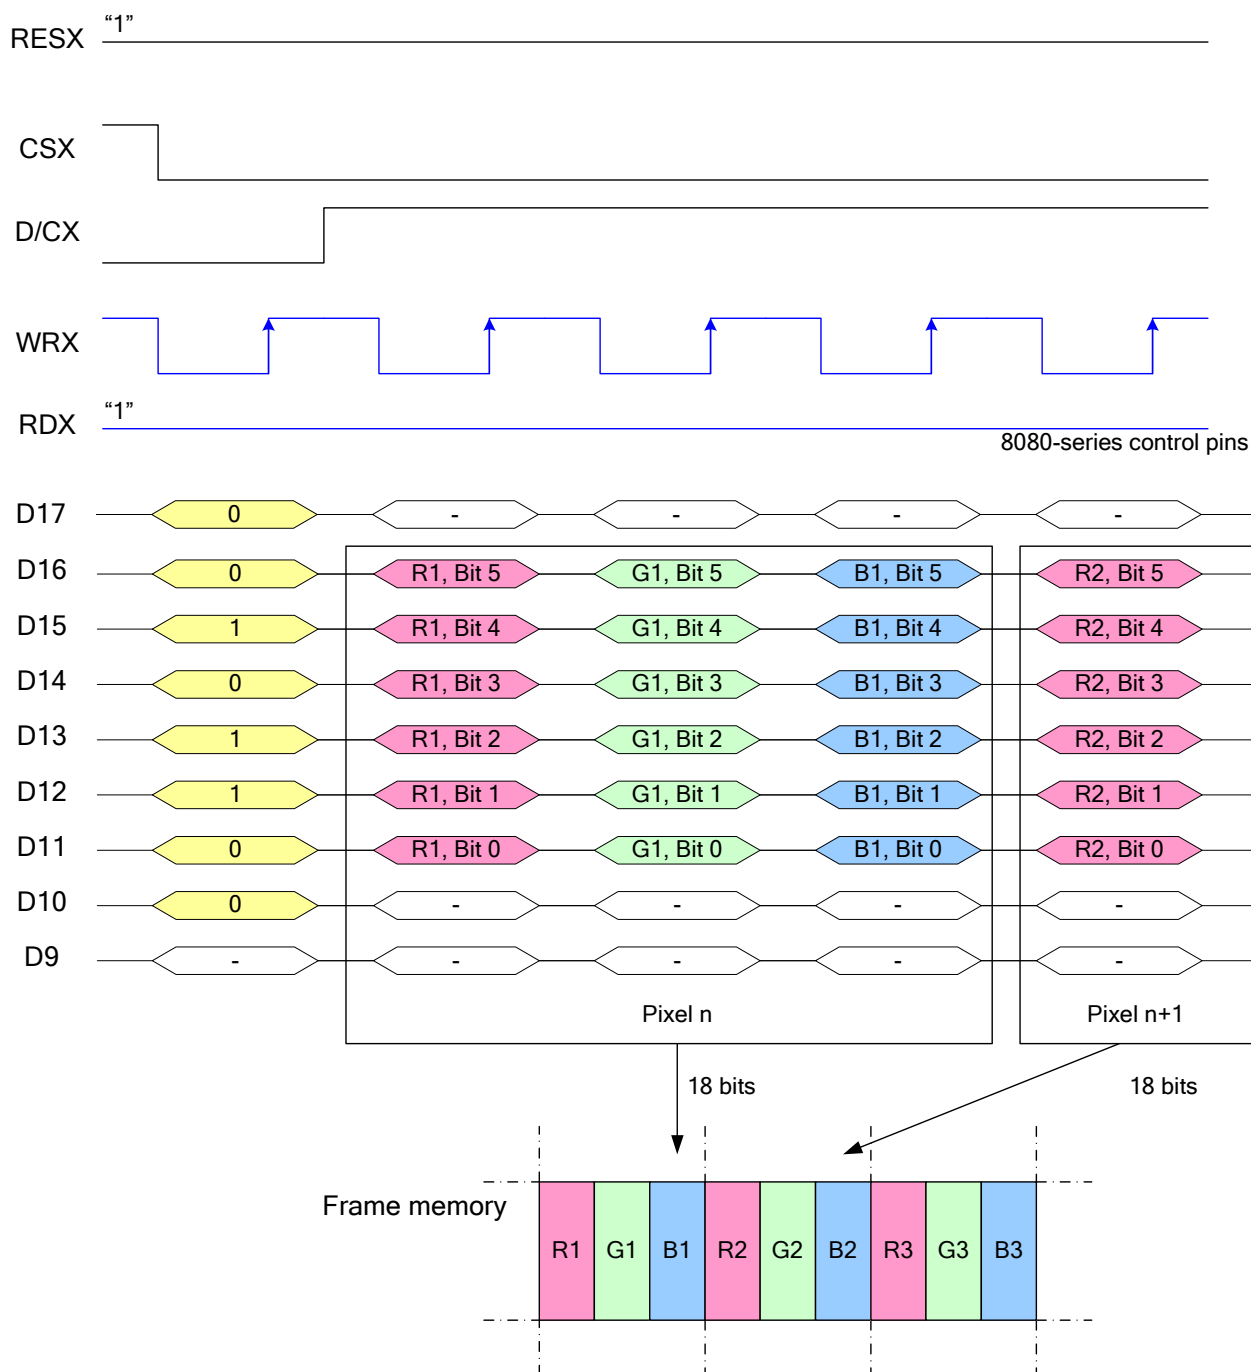 RESX “1”
CSX
D/CX
WRX
RDX “1”
8080-series control pins
D17 0 - - - -
D16 0 R1, Bit 5 G1, Bit 5 B1, Bit 5 R2, Bit 5
D15 1 R1, Bit 4 G1, Bit 4 B1, Bit 4 R2, Bit 4
D14 0 R1, Bit 3 G1, Bit 3 B1, Bit 3 R2, Bit 3
D13 1 R1, Bit 2 G1, Bit 2 B1, Bit 2 R2, Bit 2
D12 1 R1, Bit 1 G1, Bit 1 B1, Bit 1 R2, Bit 1
D11 0 R1, Bit 0 G1, Bit 0 B1, Bit 0 R2, Bit 0
D10 0 - - - -
D9 - - - - -
Pixel n Pixel n+1
18 bits 18 bits
Frame memory
R1 G1 B1 R2 G2 B2 R3 G3 B3